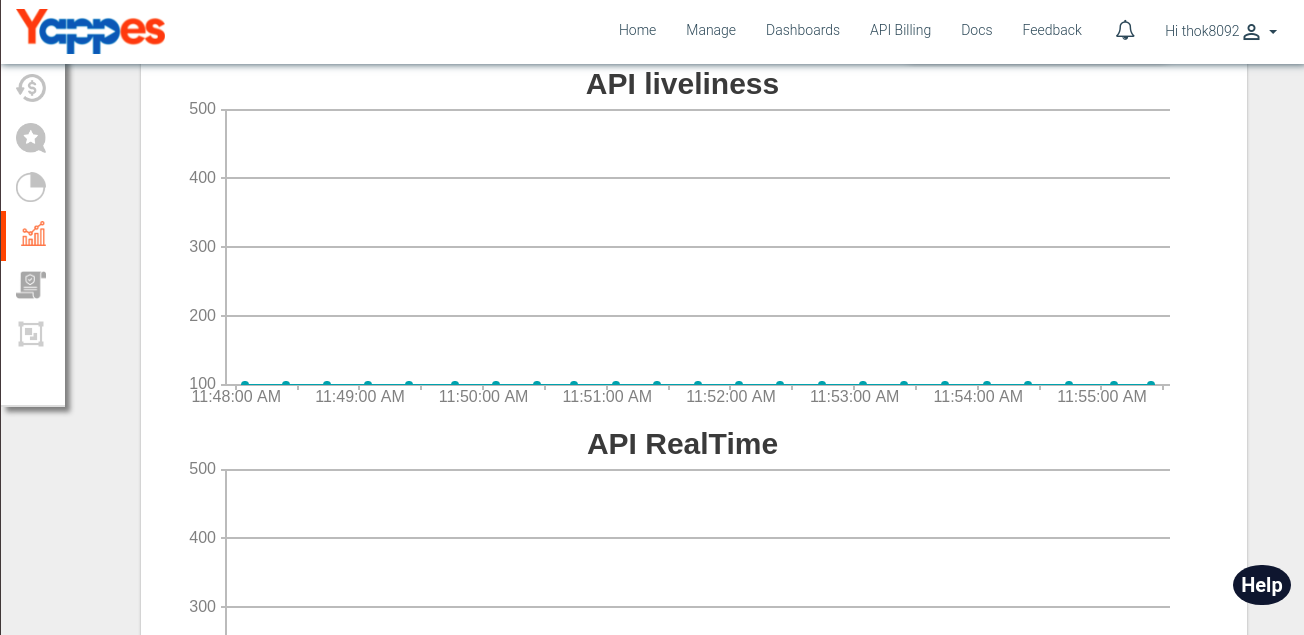 Yappes
Home Manage Dashboards API Billing Docs Feedback Hi thok8092
API liveliness
500
400
300
200
100
11:48:00 AM 11:49:00 AM 11:50:00 AM 11:51:00 AM 11:52:00 AM 11:53:00 AM 11:54:00 AM 11:55:00 AM
API RealTime
500
400
300
Help